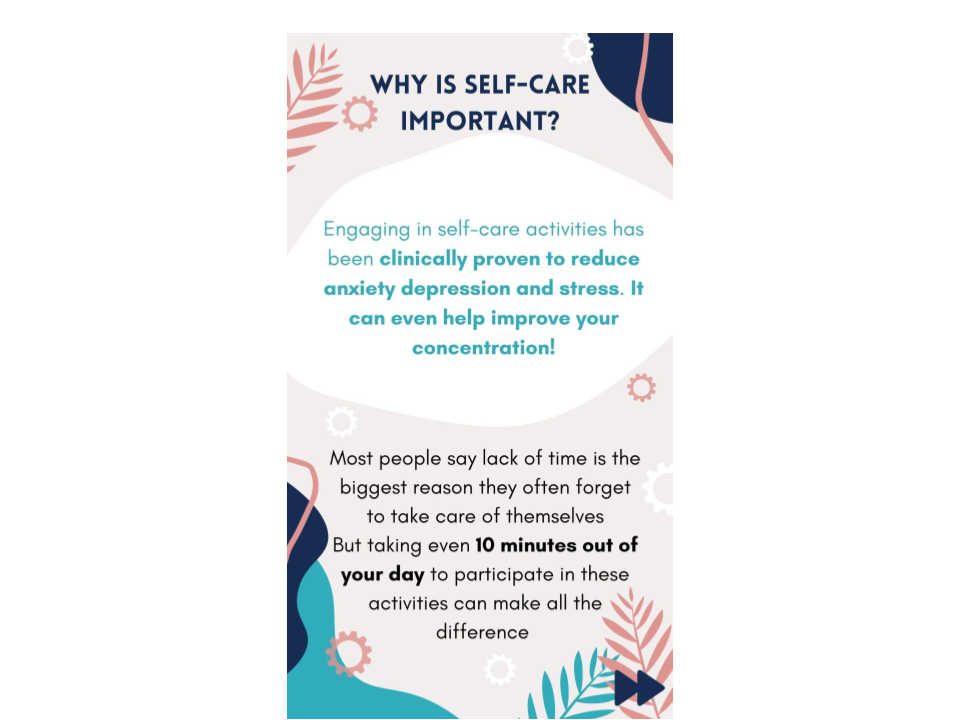 WHY IS SELF-CARE
IMPORTANT?
Engaging in self-care activities has
been clinically proven to reduce
anxiety depression and stress. It
can even help improve your
concentration!
Most people say lack of time is the
biggest reason they often forget
to take care of themselves
But taking even 10 minutes out of
your day to participate in these
activities can make all the
difference